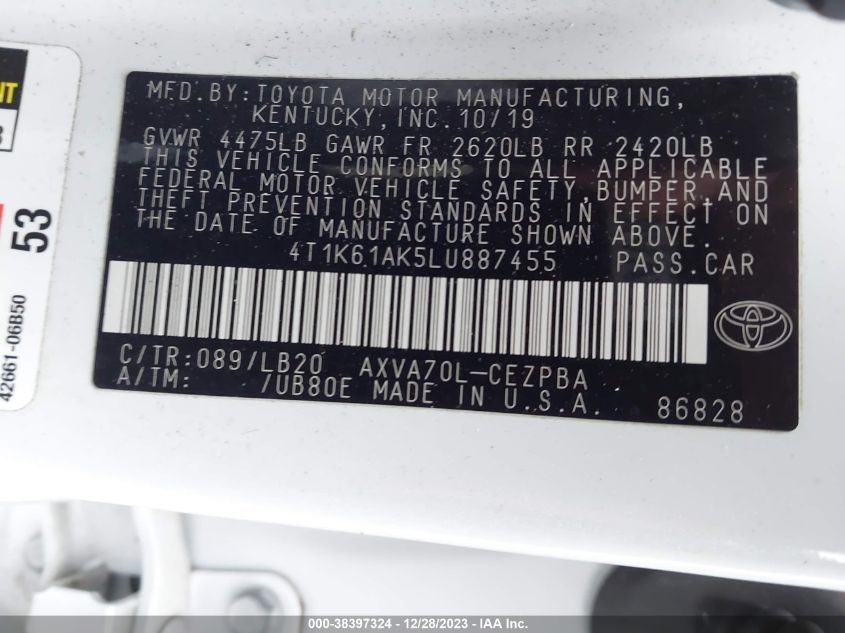 MFD. BY: TOYOTA MOTOR MANUFACTURING,
KENTUCKY, INC. 10/19
GVWR 4475LB GAWR FR 2620LB RR 2420LB
THIS VEHICLE CONFORMS TO ALL APPLICABLE
FEDERAL MOTOR VEHICLE SAFETY, BUMPER, AND
THEFT PREVENTION STANDARDS IN EFFECT ON
THE DATE OF MANUFACTURE SHOWN ABOVE.
4T1K61AK5LU887455 PASS. CAR
C/TR: 089/LB20 AXVA70L-CEZPBA
A/TM: /UB80E MADE IN U.S.A. 86828
53
42661-06B50
000-38397324 - 12/28/2023 - IAA Inc.